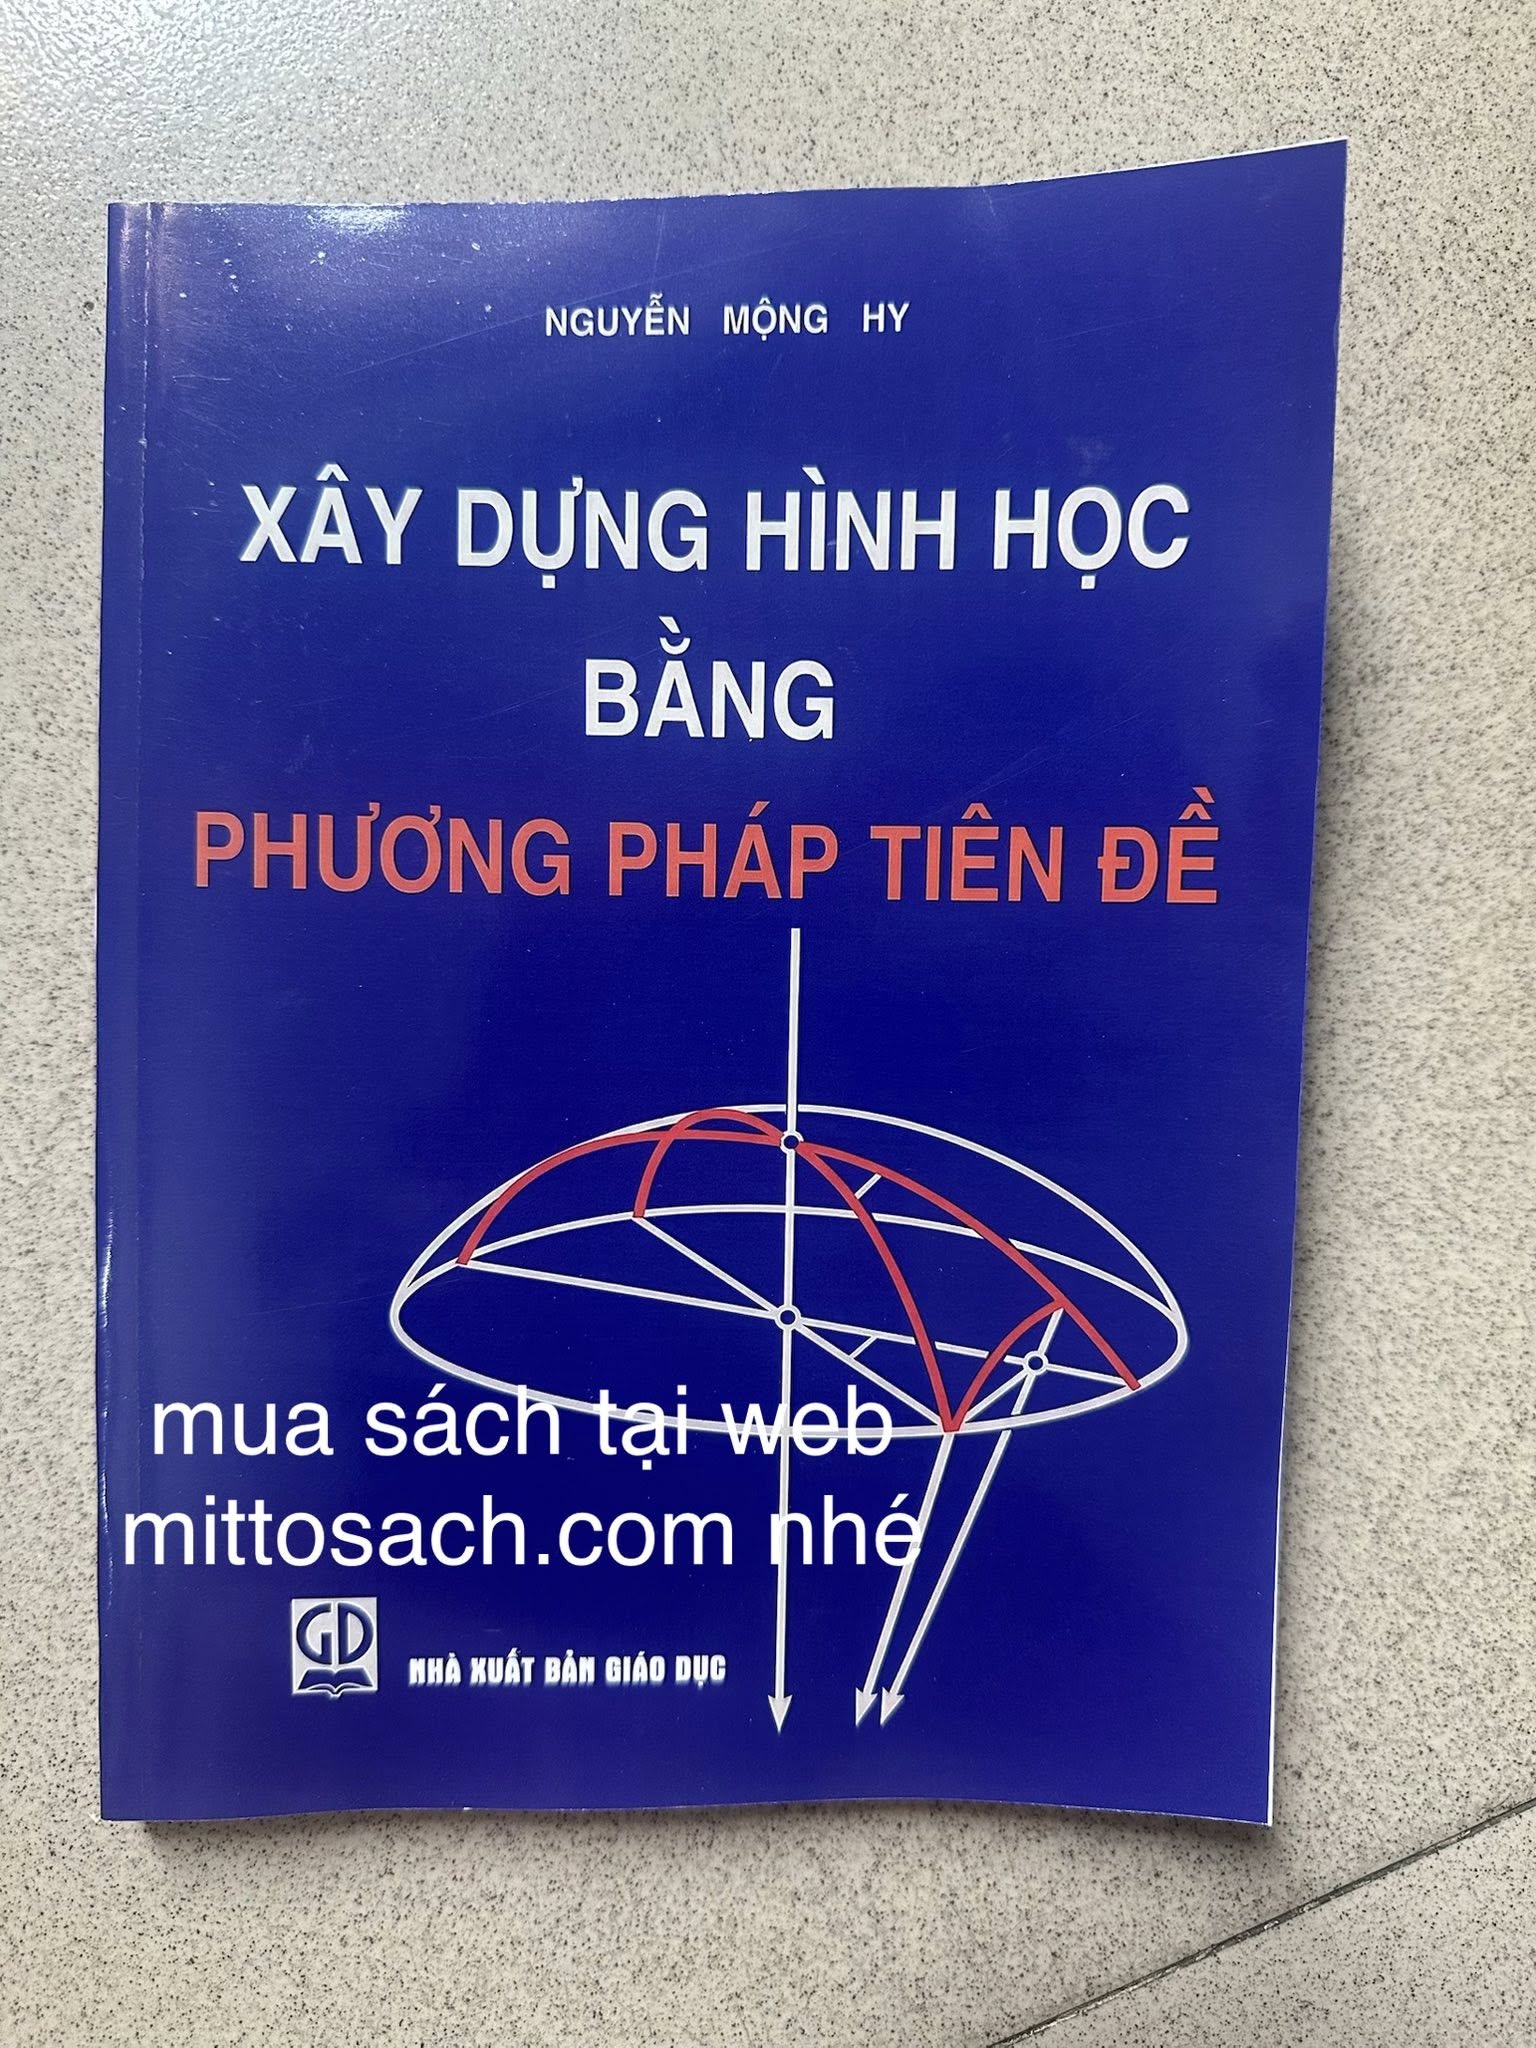 NGUYỄN MỘNG HY
XÂY DỰNG HÌNH HỌC
BẰNG
PHƯƠNG PHÁP TIÊN ĐỀ
mua sách tại web
mittosach.com nhé
GD
NHÀ XUẤT BẢN GIÁO DỤC